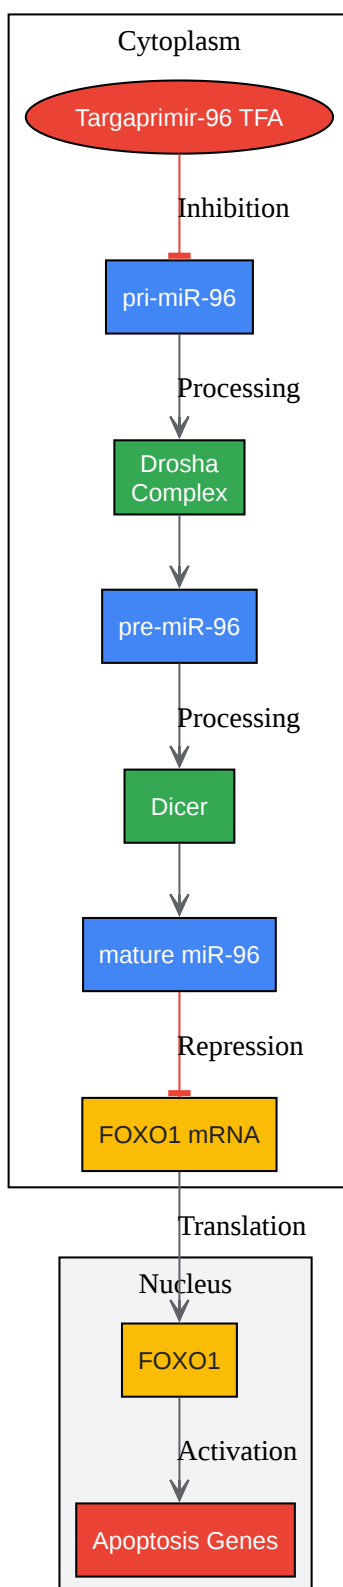 Cytoplasm
Targaprimir-96 TFA
Inhibition
pri-miR-96
Processing
Drosha
Complex
pre-miR-96
Processing
Dicer
mature miR-96
Repression
FOXO1 mRNA
Translation
Nucleus
FOXO1
Activation
Apoptosis Genes